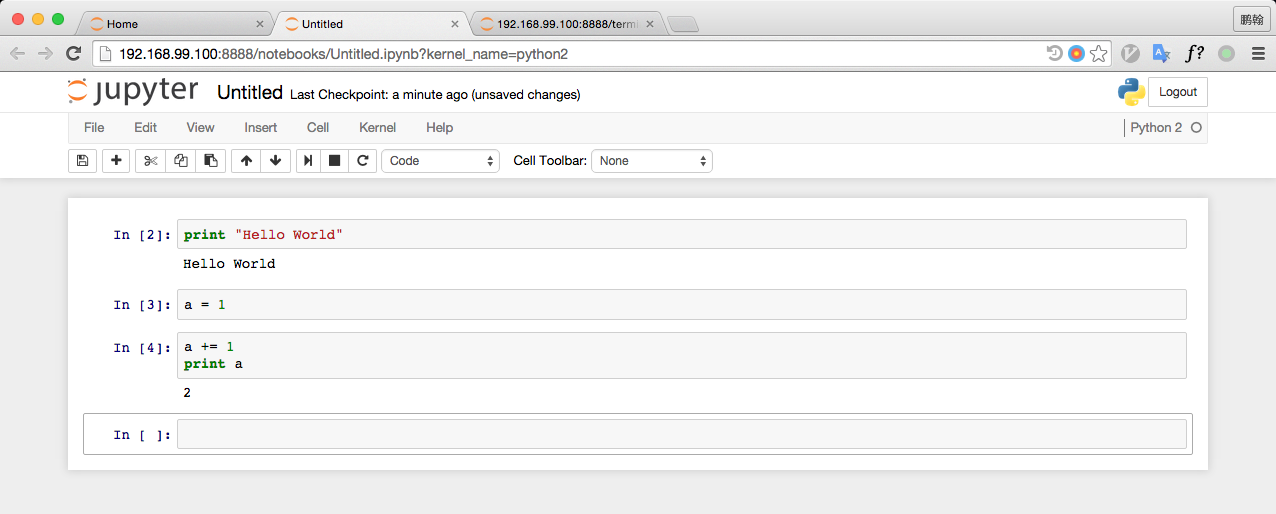 Home
Untitled
192.168.99.100:8888/termi
鹏翰
192.168.99.100:8888/notebooks/Untitled.ipynb?kernel_name=python2
jupyter Untitled Last Checkpoint: a minute ago (unsaved changes)
Logout
File Edit View Insert Cell Kernel Help
Python 2
Code Cell Toolbar: None
In [2]: print "Hello World"
Hello World
In [3]: a = 1
In [4]: a += 1
print a
2
In [ ]: